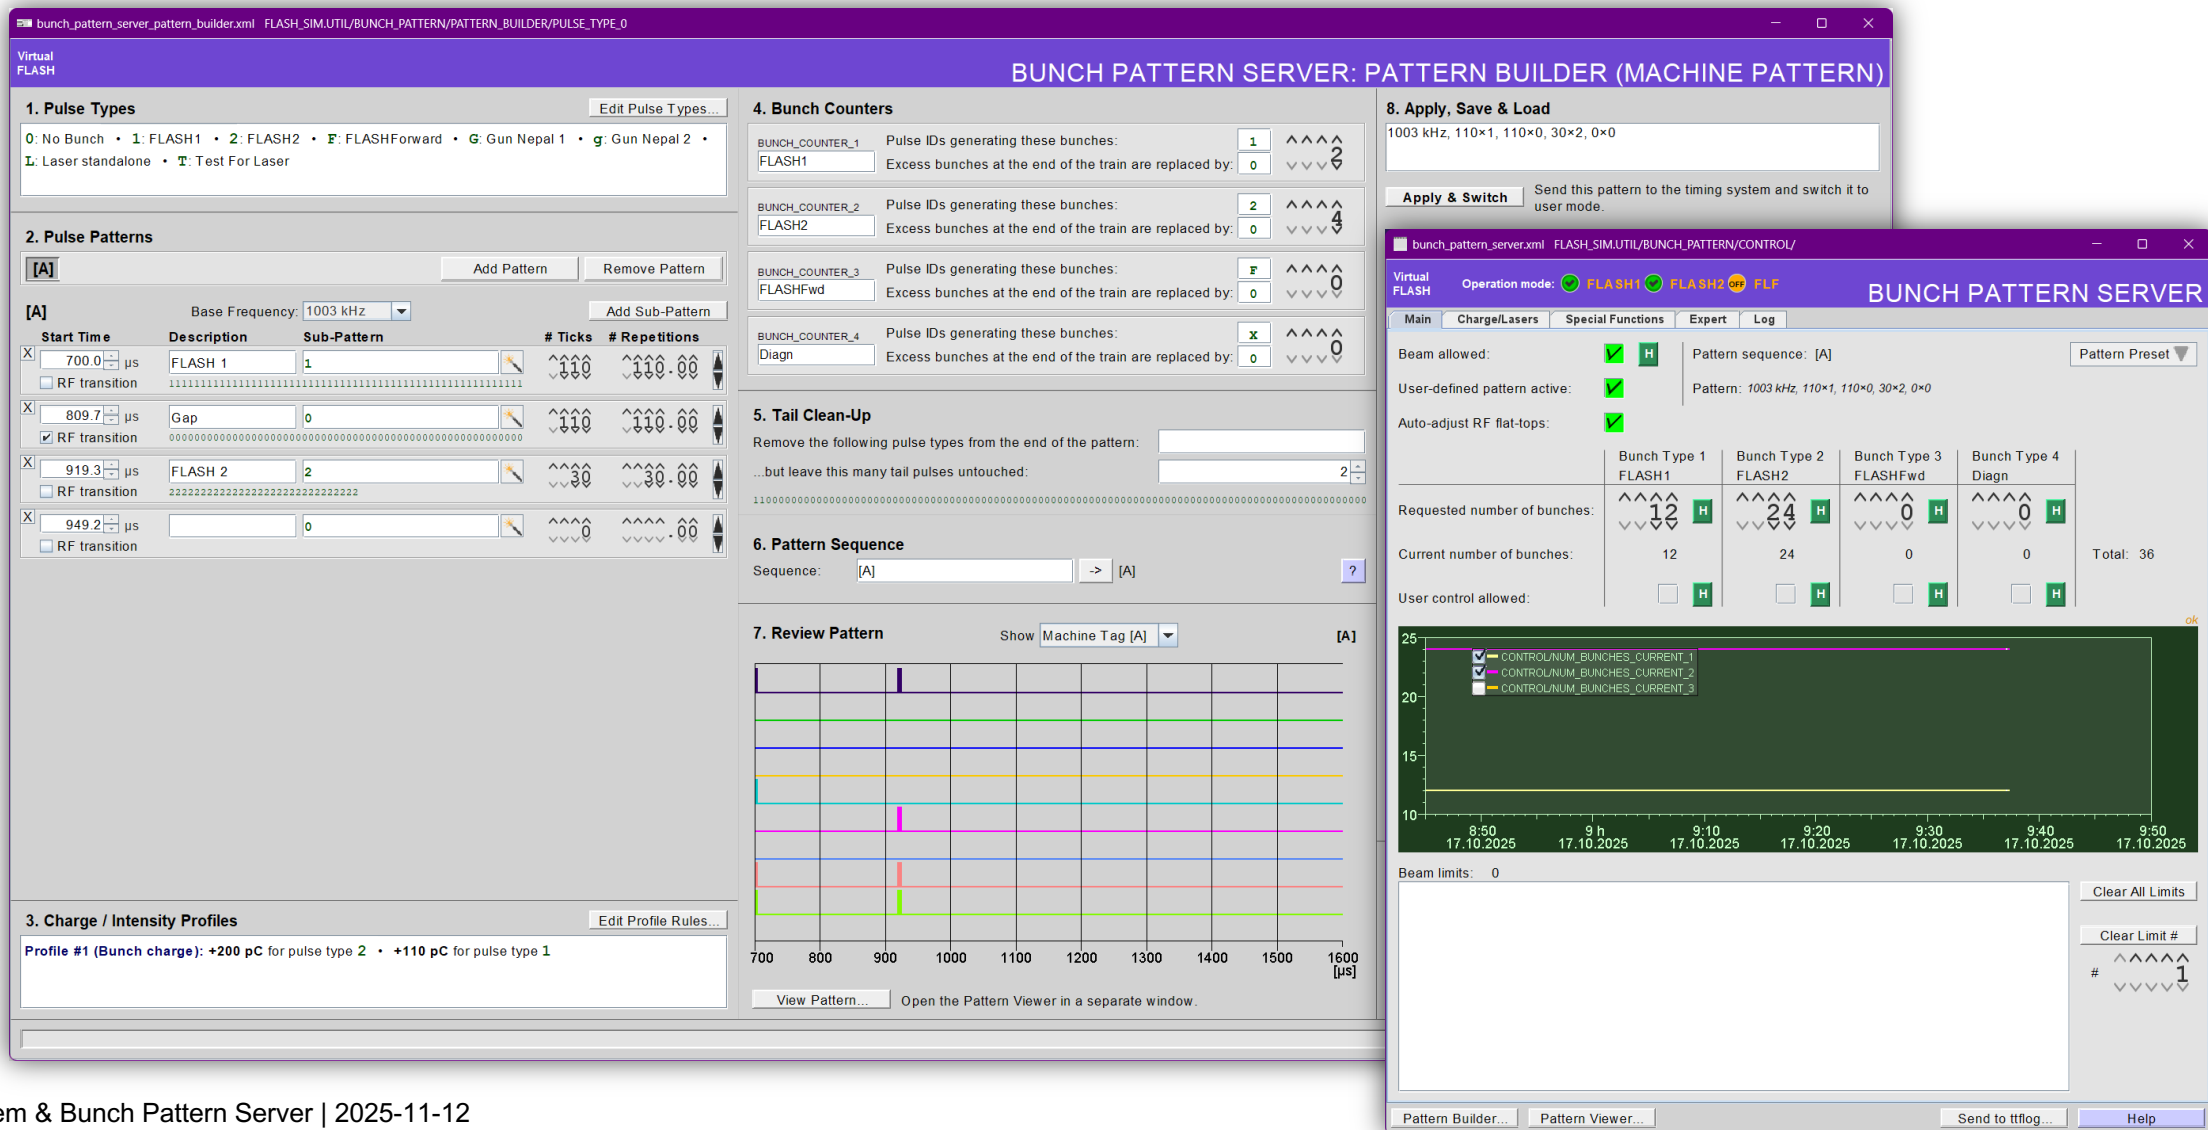 bunch_pattern_server_pattern_builder.xml FLASH_SIM.UTIL/BUNCH_PATTERN/PATTERN_BUILDER/PULSE_TYPE_0
Virtual
FLASH
BUNCH PATTERN SERVER: PATTERN BUILDER (MACHINE PATTERN)
1. Pulse Types
Edit Pulse Types...
0: No Bunch • 1: FLASH1 • 2: FLASH2 • F: FLASHForward • G: Gun Nepal 1 • g: Gun Nepal 2 •
L: Laser standalone • T: Test For Laser
2. Pulse Patterns
[A]
Add Pattern
Remove Pattern
[A]
Base Frequency: 1003 kHz
Add Sub-Pattern
Start Time Description Sub-Pattern # Ticks # Repetitions
X 700.0 µs FLASH 1 1 110 110.00
RF transition
X 809.7 µs Gap 0 110 110.00
RF transition
X 919.3 µs FLASH 2 2 30 30.00
RF transition 222222222222222222222222222222
X 949.2 µs 0 0 .00
RF transition
3. Charge / Intensity Profiles
Edit Profile Rules...
Profile #1 (Bunch charge): +200 pC for pulse type 2 • +110 pC for pulse type 1
4. Bunch Counters
BUNCH_COUNTER_1
FLASH1
Pulse IDs generating these bunches: 1
Excess bunches at the end of the train are replaced by: 0
2
BUNCH_COUNTER_2
FLASH2
Pulse IDs generating these bunches: 2
Excess bunches at the end of the train are replaced by: 0
4
BUNCH_COUNTER_3
FLASHFwd
Pulse IDs generating these bunches: F
Excess bunches at the end of the train are replaced by: 0
0
BUNCH_COUNTER_4
Diagn
Pulse IDs generating these bunches: X
Excess bunches at the end of the train are replaced by: 0
0
5. Tail Clean-Up
Remove the following pulse types from the end of the pattern:
...but leave this many tail pulses untouched: 2
6. Pattern Sequence
Sequence: [A] -> [A] ?
7. Review Pattern
Show Machine Tag [A]
[A]
700 800 900 1000 1100 1200 1300 1400 1500 1600
[µs]
View Pattern...
Open the Pattern Viewer in a separate window.
8. Apply, Save & Load
1003 kHz, 110×1, 110×0, 30×2, 0×0
Apply & Switch
Send this pattern to the timing system and switch it to
user mode.
bunch_pattern_server.xml FLASH_SIM.UTIL/BUNCH_PATTERN/CONTROL/
Virtual
FLASH
Operation mode: FLASH1 FLASH2 OFF FLF
BUNCH PATTERN SERVER
Main Charge/Lasers Special Functions Expert Log
Beam allowed: H
Pattern sequence: [A]
Pattern Preset
User-defined pattern active:
Pattern: 1003 kHz, 110×1, 110×0, 30×2, 0×0
Auto-adjust RF flat-tops:
Bunch Type 1 Bunch Type 2 Bunch Type 3 Bunch Type 4
FLASH1 FLASH2 FLASHFwd Diagn
Requested number of bunches: 12 H 24 H 0 H 0 H
Current number of bunches: 12 24 0 0 Total: 36
User control allowed: H H H H
ok
25
20
15
10
CONTROL/NUM_BUNCHES_CURRENT_1
CONTROL/NUM_BUNCHES_CURRENT_2
CONTROL/NUM_BUNCHES_CURRENT_3
8:50 9 h 9:10 9:20 9:30 9:40 9:50
17.10.2025 17.10.2025 17.10.2025 17.10.2025 17.10.2025 17.10.2025 17.10.2025
Beam limits: 0
Clear All Limits
Clear Limit #
# 1
Pattern Builder...
Pattern Viewer...
Send to ttflog...
Help
em & Bunch Pattern Server | 2025-11-12